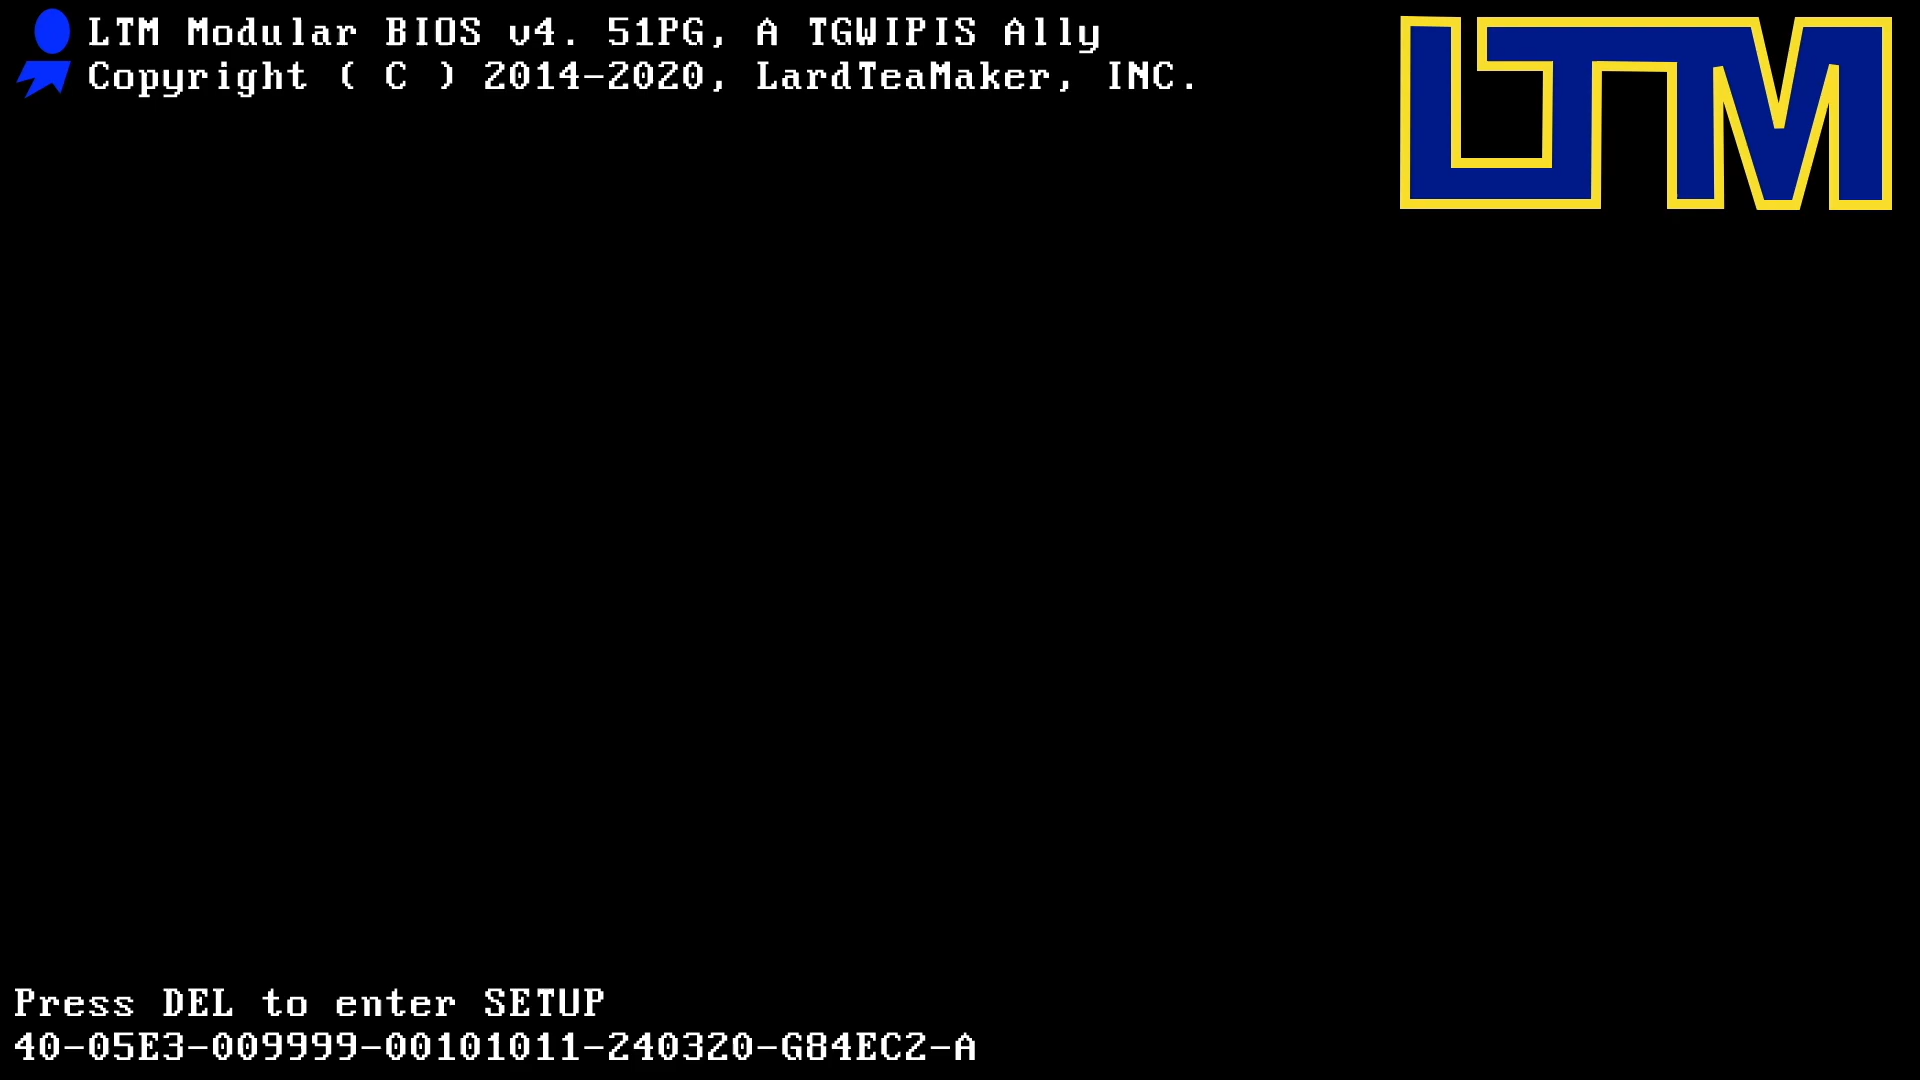 LTM Modular BIOS v4. 51PG, A TGWIPIS Ally
Copyright ( C ) 2014-2020, LardTeaMaker, INC.
LTM
Press DEL to enter SETUP
40-05E3-009999-00101011-240320-G84EC2-A